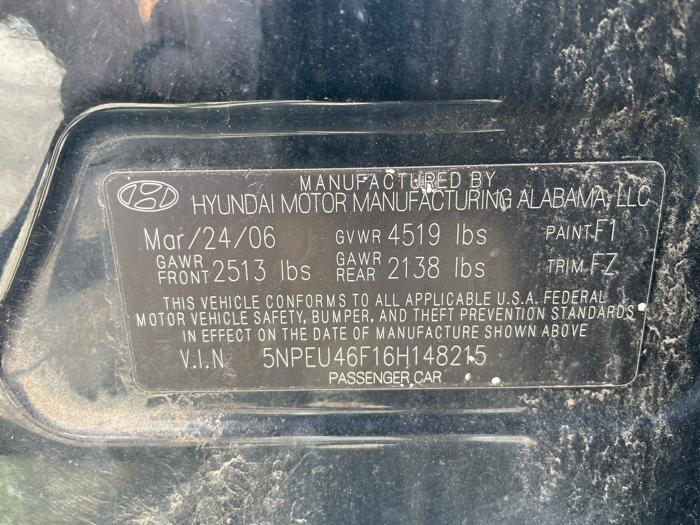 MANUFACTURED BY
HYUNDAI MOTOR MANUFACTURING ALABAMA, LLC
Mar/24/06 GVWR 4519 lbs PAINT F1
GAWR FRONT 2513 lbs GAWR REAR 2138 lbs TRIM FZ
THIS VEHICLE CONFORMS TO ALL APPLICABLE U.S.A. FEDERAL
MOTOR VEHICLE SAFETY, BUMPER, AND THEFT PREVENTION STANDARDS
IN EFFECT ON THE DATE OF MANUFACTURE SHOWN ABOVE
V.I.N 5NPEU46F16H148215
PASSENGER CAR